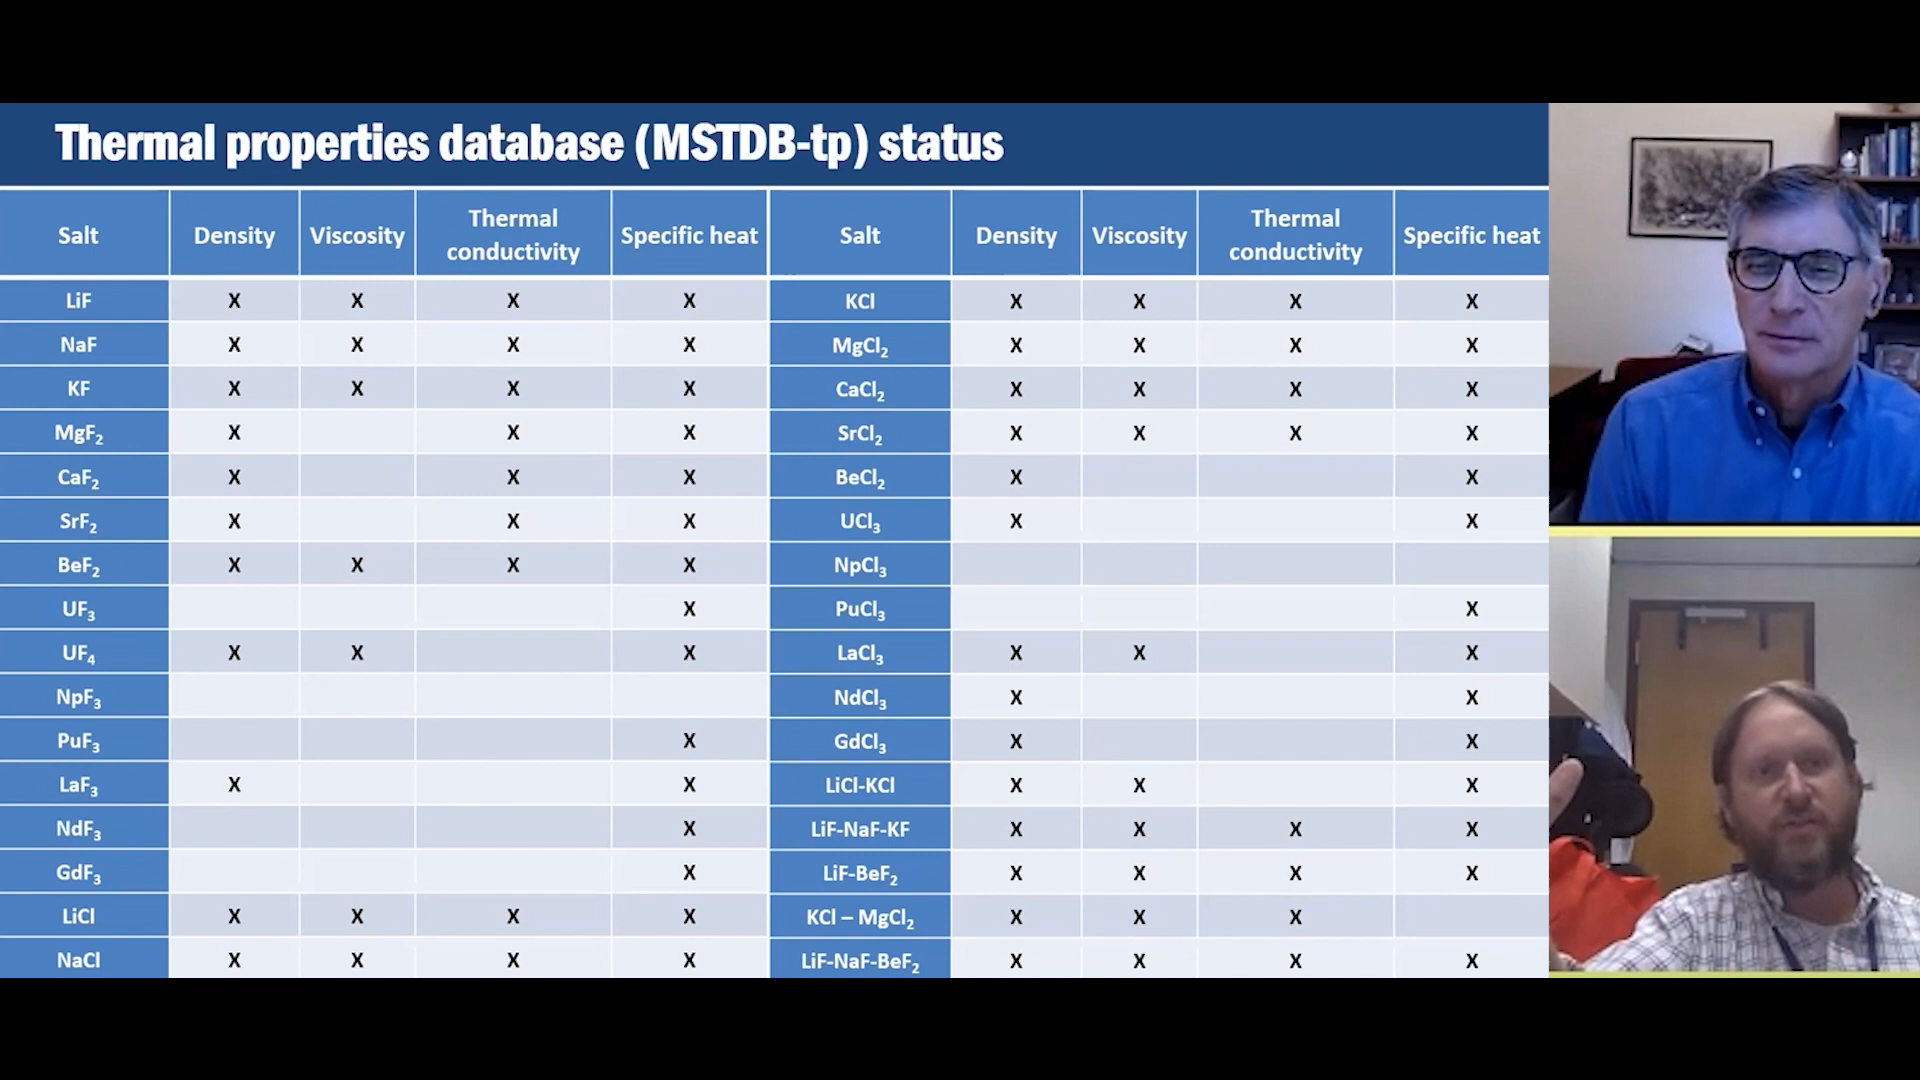 Thermal properties database (MSTDB-tp) status
Salt Density Viscosity Thermal conductivity Specific heat Salt Density Viscosity Thermal conductivity Specific heat
LiF X X X X KCl X X X X
NaF X X X X MgCl₂ X X X X
KF X X X X CaCl₂ X X X X
MgF₂ X X X SrCl₂ X X X X
CaF₂ X X X BeCl₂ X X
SrF₂ X X X UCl₃ X X
BeF₂ X X X X NpCl₃
UF₃ X PuCl₃ X
UF₄ X X X LaCl₃ X X X
NpF₃ NdCl₃ X X
PuF₃ X GdCl₃ X X
LaF₃ X X LiCl-KCl X X X
NdF₃ X LiF-NaF-KF X X X X
GdF₃ X LiF-BeF₂ X X X X
LiCl X X X X KCl – MgCl₂ X X X
NaCl X X X X LiF-NaF-BeF₂ X X X X